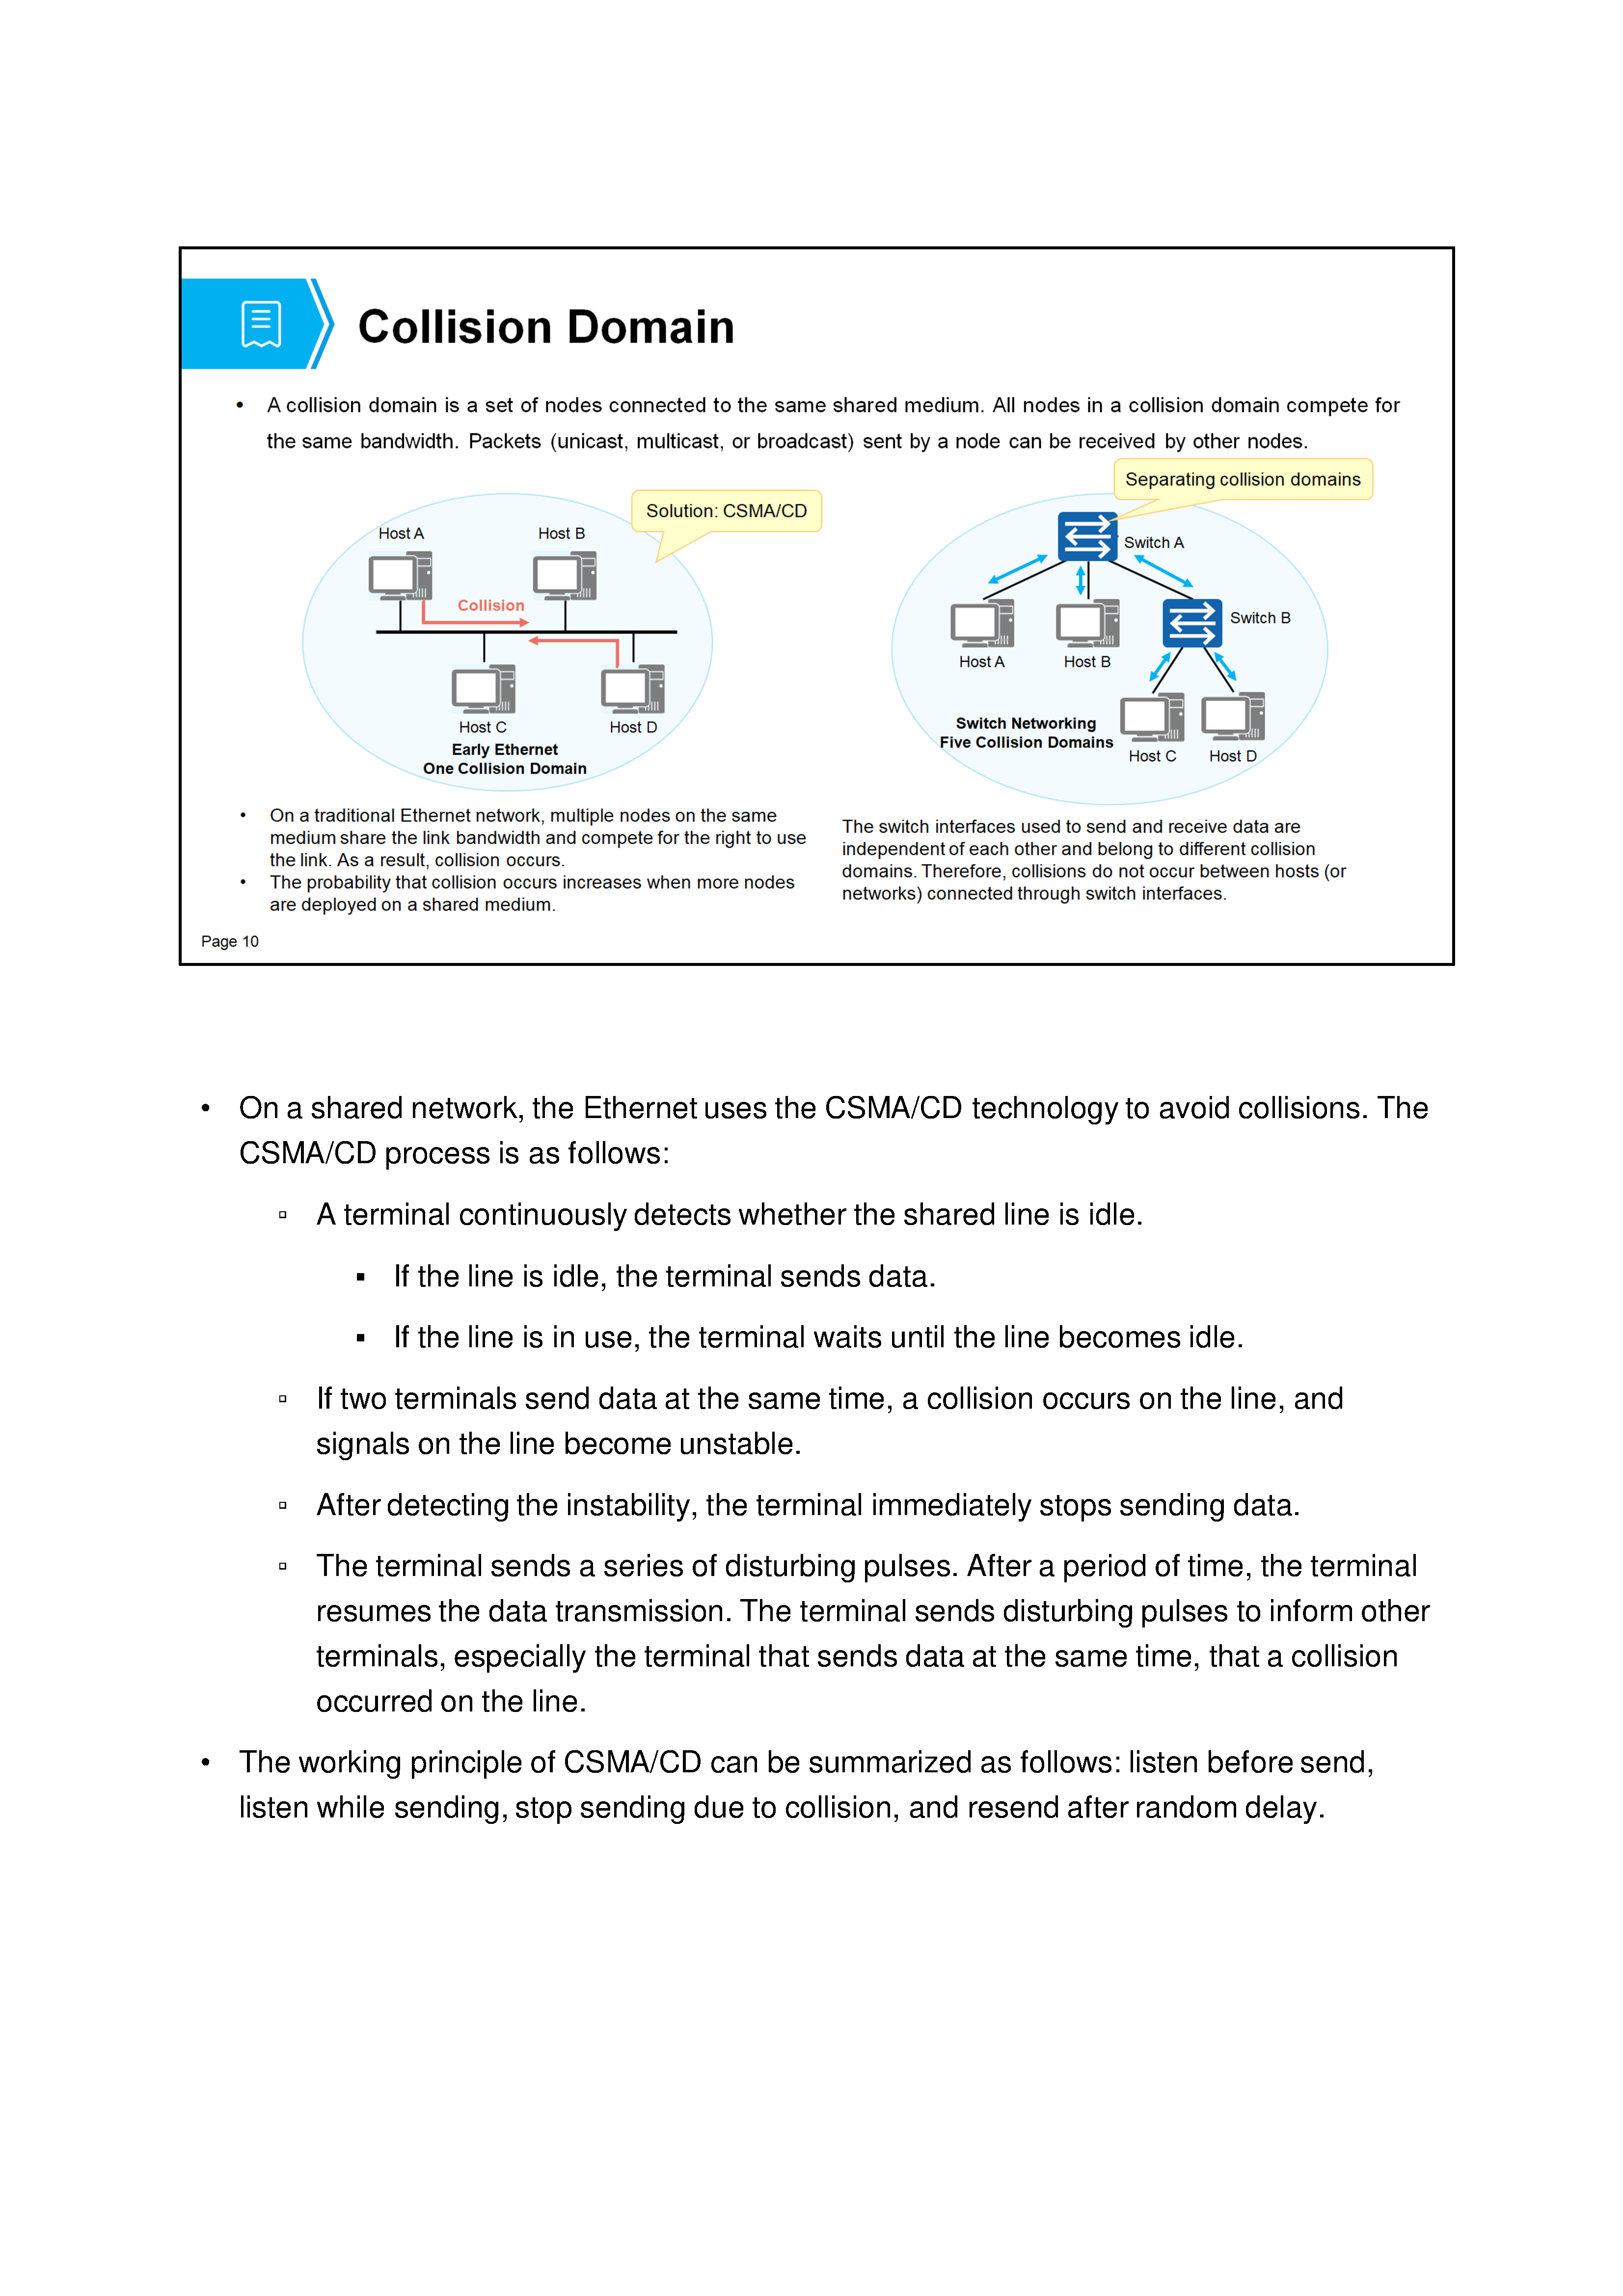 Collision Domain
• A collision domain is a set of nodes connected to the same shared medium. All nodes in a collision domain compete for
the same bandwidth. Packets (unicast, multicast, or broadcast) sent by a node can be received by other nodes.
Solution: CSMA/CD
Host A
Host B
Collision
Host C
Host D
Early Ethernet
One Collision Domain
Separating collision domains
Switch A
Switch B
Host A
Host B
Switch Networking
Five Collision Domains
Host C
Host D
• On a traditional Ethernet network, multiple nodes on the same
medium share the link bandwidth and compete for the right to use
the link. As a result, collision occurs.
• The probability that collision occurs increases when more nodes
are deployed on a shared medium.
The switch interfaces used to send and receive data are
independent of each other and belong to different collision
domains. Therefore, collisions do not occur between hosts (or
networks) connected through switch interfaces.
Page 10
• On a shared network, the Ethernet uses the CSMA/CD technology to avoid collisions. The
CSMA/CD process is as follows:
▫ A terminal continuously detects whether the shared line is idle.
▪ If the line is idle, the terminal sends data.
▪ If the line is in use, the terminal waits until the line becomes idle.
▫ If two terminals send data at the same time, a collision occurs on the line, and
signals on the line become unstable.
▫ After detecting the instability, the terminal immediately stops sending data.
▫ The terminal sends a series of disturbing pulses. After a period of time, the terminal
resumes the data transmission. The terminal sends disturbing pulses to inform other
terminals, especially the terminal that sends data at the same time, that a collision
occurred on the line.
• The working principle of CSMA/CD can be summarized as follows: listen before send,
listen while sending, stop sending due to collision, and resend after random delay.